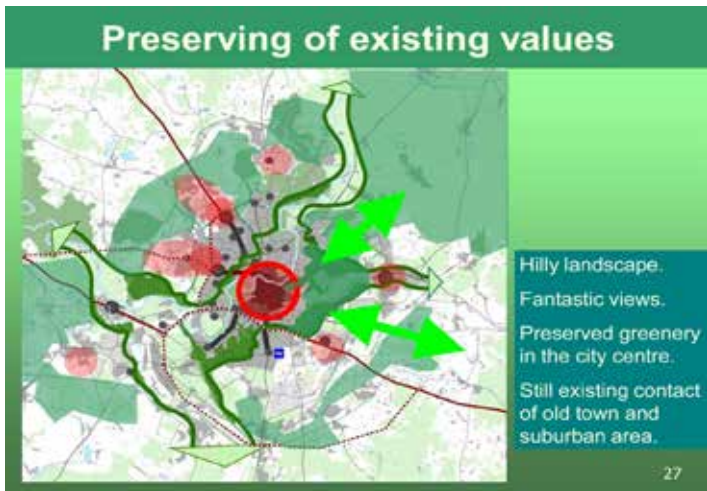 Preserving of existing values
Hilly landscape.
Fantastic views.
Preserved greenery
in the city centre.
Still existing contact
of old town and
suburban area.
27